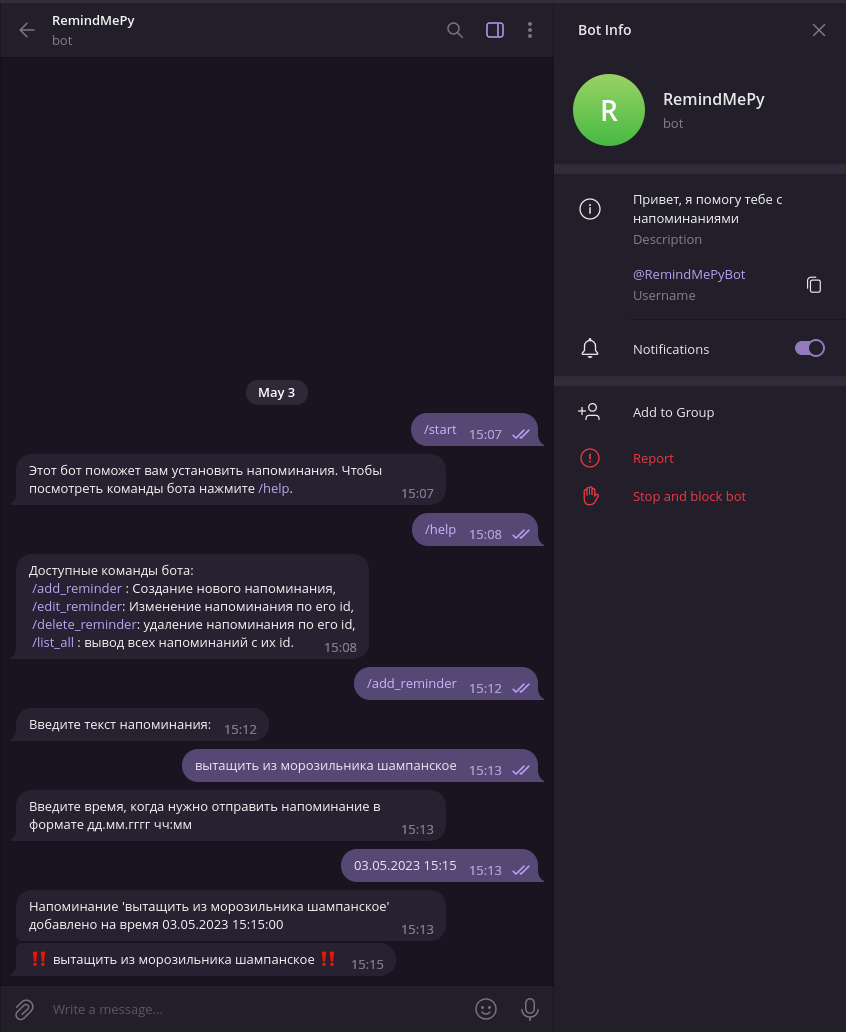 RemindMePy
bot
May 3
/start 15:07
Этот бот поможет вам установить напоминания. Чтобы
посмотреть команды бота нажмите /help.
15:07
/help 15:08
Доступные команды бота:
/add_reminder : Создание нового напоминания,
/edit_reminder: Изменение напоминания по его id,
/delete_reminder: удаление напоминания по его id,
/list_all : вывод всех напоминаний с их id.
15:08
/add_reminder 15:12
Введите текст напоминания: 15:12
вытащить из морозильника шампанское 15:13
Введите время, когда нужно отправить напоминание в
формате дд.мм.гггг чч:мм
15:13
03.05.2023 15:15 15:13
Напоминание 'вытащить из морозильника шампанское'
добавлено на время 03.05.2023 15:15:00
15:13
‼ вытащить из морозильника шампанское ‼ 15:15
Write a message...
Bot Info
R
RemindMePy
bot
Привет, я помогу тебе с
напоминаниями
Description
@RemindMePyBot
Username
Notifications
Add to Group
Report
Stop and block bot